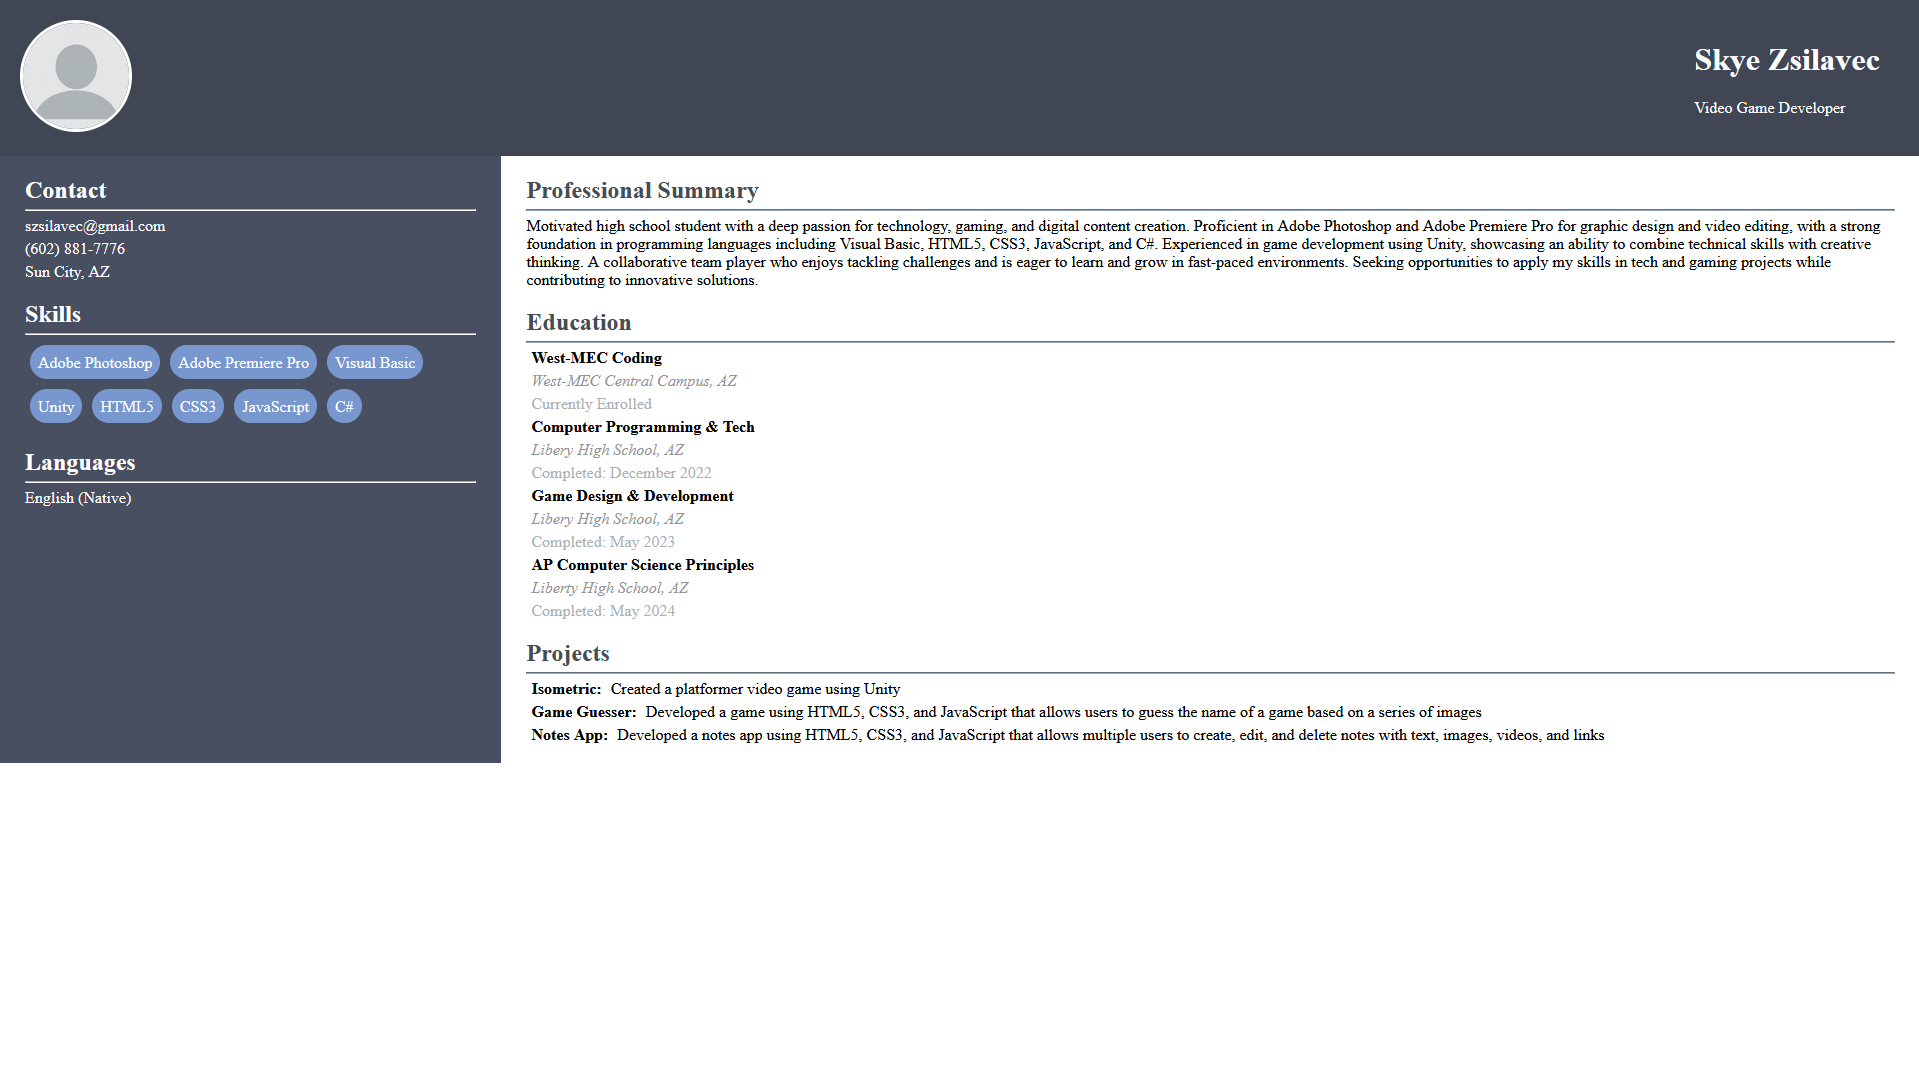 Skye Zsilavec
Video Game Developer
Contact
szsilavec@gmail.com
(602) 881-7776
Sun City, AZ
Skills
Adobe Photoshop Adobe Premiere Pro Visual Basic
Unity HTML5 CSS3 JavaScript C#
Languages
English (Native)
Professional Summary
Motivated high school student with a deep passion for technology, gaming, and digital content creation. Proficient in Adobe Photoshop and Adobe Premiere Pro for graphic design and video editing, with a strong
foundation in programming languages including Visual Basic, HTML5, CSS3, JavaScript, and C#. Experienced in game development using Unity, showcasing an ability to combine technical skills with creative
thinking. A collaborative team player who enjoys tackling challenges and is eager to learn and grow in fast-paced environments. Seeking opportunities to apply my skills in tech and gaming projects while
contributing to innovative solutions.
Education
West-MEC Coding
West-MEC Central Campus, AZ
Currently Enrolled
Computer Programming & Tech
Libery High School, AZ
Completed: December 2022
Game Design & Development
Libery High School, AZ
Completed: May 2023
AP Computer Science Principles
Liberty High School, AZ
Completed: May 2024
Projects
Isometric: Created a platformer video game using Unity
Game Guesser: Developed a game using HTML5, CSS3, and JavaScript that allows users to guess the name of a game based on a series of images
Notes App: Developed a notes app using HTML5, CSS3, and JavaScript that allows multiple users to create, edit, and delete notes with text, images, videos, and links